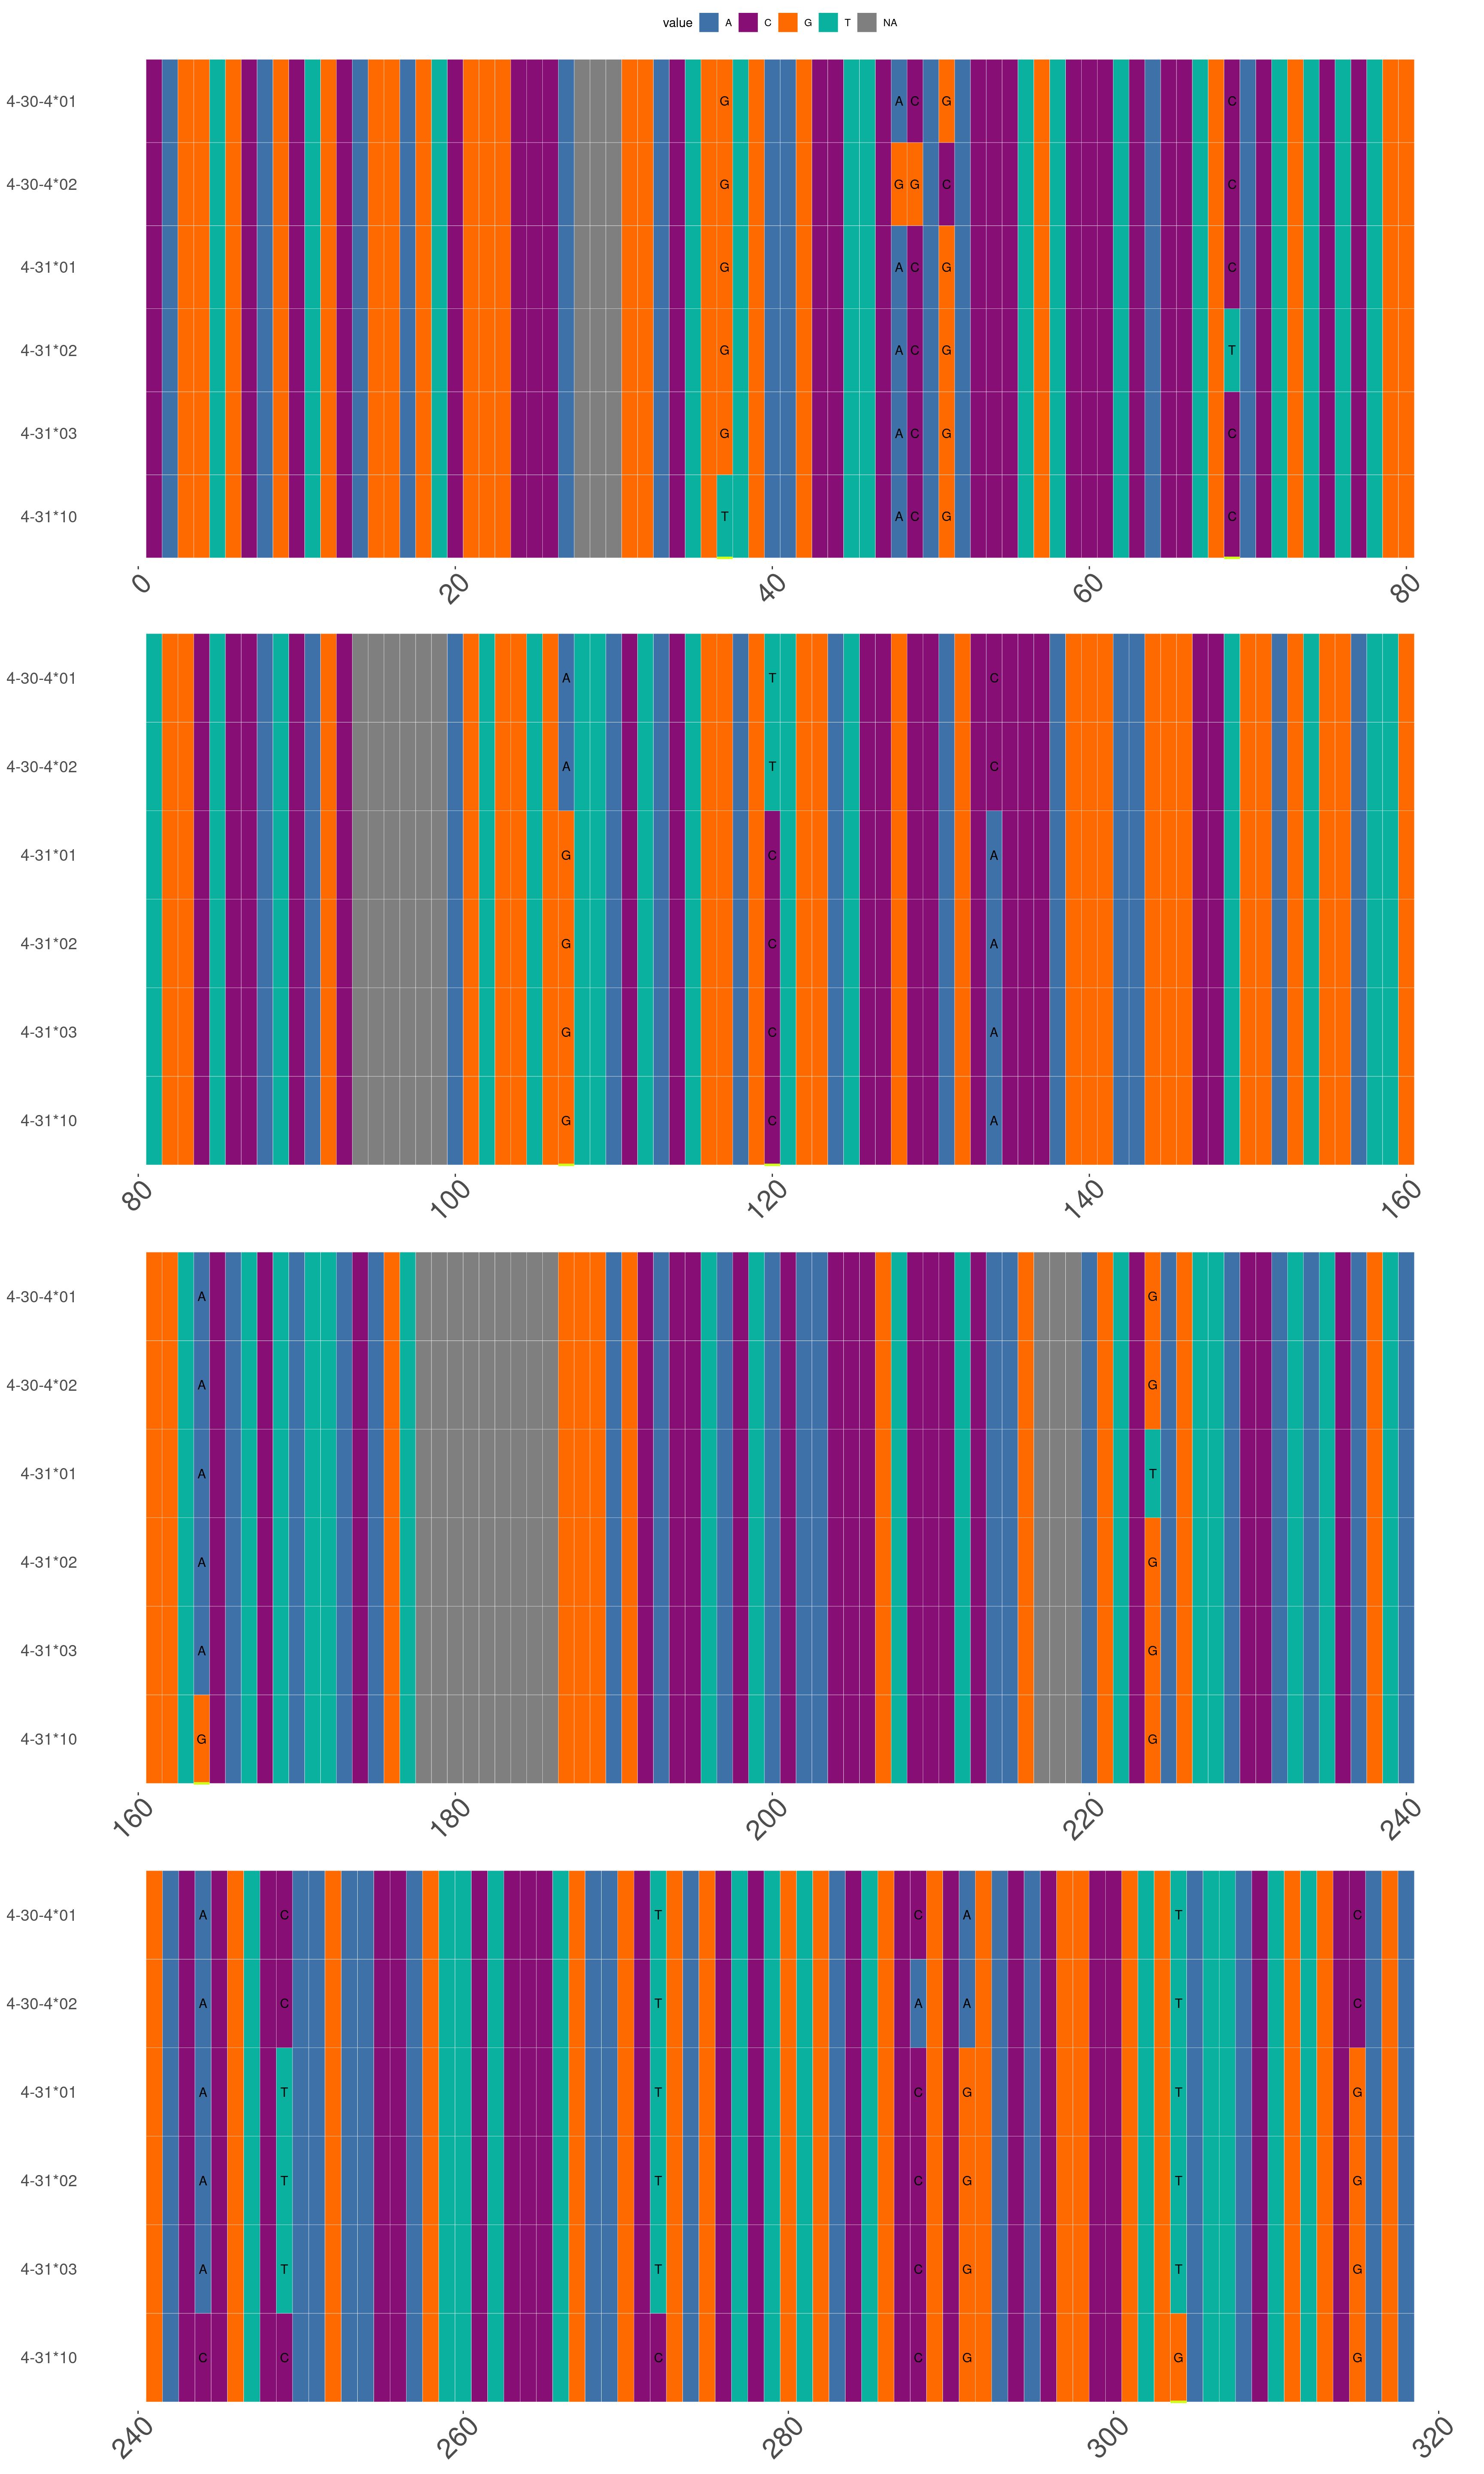 value A C G T NA
4-30-4*01 G A C G C
4-30-4*02 G G G C C
4-31*01 G A C G C
4-31*02 G A C G T
4-31*03 G A C G C
4-31*10 T A C G C
0 20 40 60 80
4-30-4*01 A T C
4-30-4*02 A T C
4-31*01 G C A
4-31*02 G C A
4-31*03 G C A
4-31*10 G C A
80 100 120 140 160
4-30-4*01 A G
4-30-4*02 A G
4-31*01 A T
4-31*02 A G
4-31*03 A G
4-31*10 G G
160 180 200 220 240
4-30-4*01 A C T C A T C
4-30-4*02 A C T A A T C
4-31*01 A T T C G T G
4-31*02 A T T C G T G
4-31*03 A T T C G T G
4-31*10 C C C C G G G
240 260 280 300 320